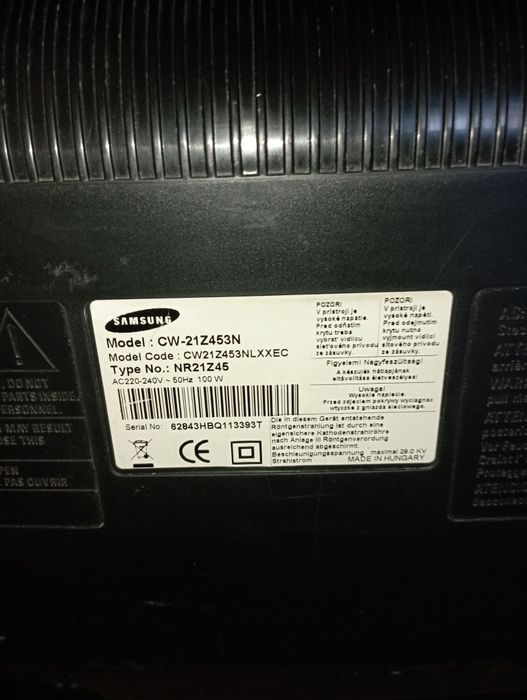 SAMSUNG
Model : CW-21Z453N
Model Code : CW21Z453NLXXEC
Type No.: NR21Z45
AC220-240V ~ 50Hz 100 W
Serial No: 62843HBQ113393T
POZOR!
V pristroji je
vysoké napätie.
Pred odňatím
krytu treba
vybrať vidlicu
sieťového prívodu
zo zásuvky.
POZOR!
V přístroji je
vysoké napětí.
Před odejmutím
krytu nutno
vyjmouti vidlici
síťového přívodu
ze zásuvky.
Figyelem! Nagyfeszültség!
A készülék hátlapjának
eltávolítása életveszélyes!
Uwaga!
Wysokie napięcie.
Przed zdjęciem pokrywy wyciągnąć
wtyczkę z gniazda sieciowego.
Die in diesem Gerät entstehende
Röntgenstrahlung ist durch eine
eigensichere Kathodenstrahlröhre
nach Anlage III Röntgenverordung
ausreichend abgeschirmt.
Beschleunigungsspannung maximal 29.0 KV
Strahlstrom
MADE IN HUNGARY
DO NOT
PARTS INSIDE.
PERSONNEL.
MAY RESULT
OSE THIS
PEN
PAS OUVRIR